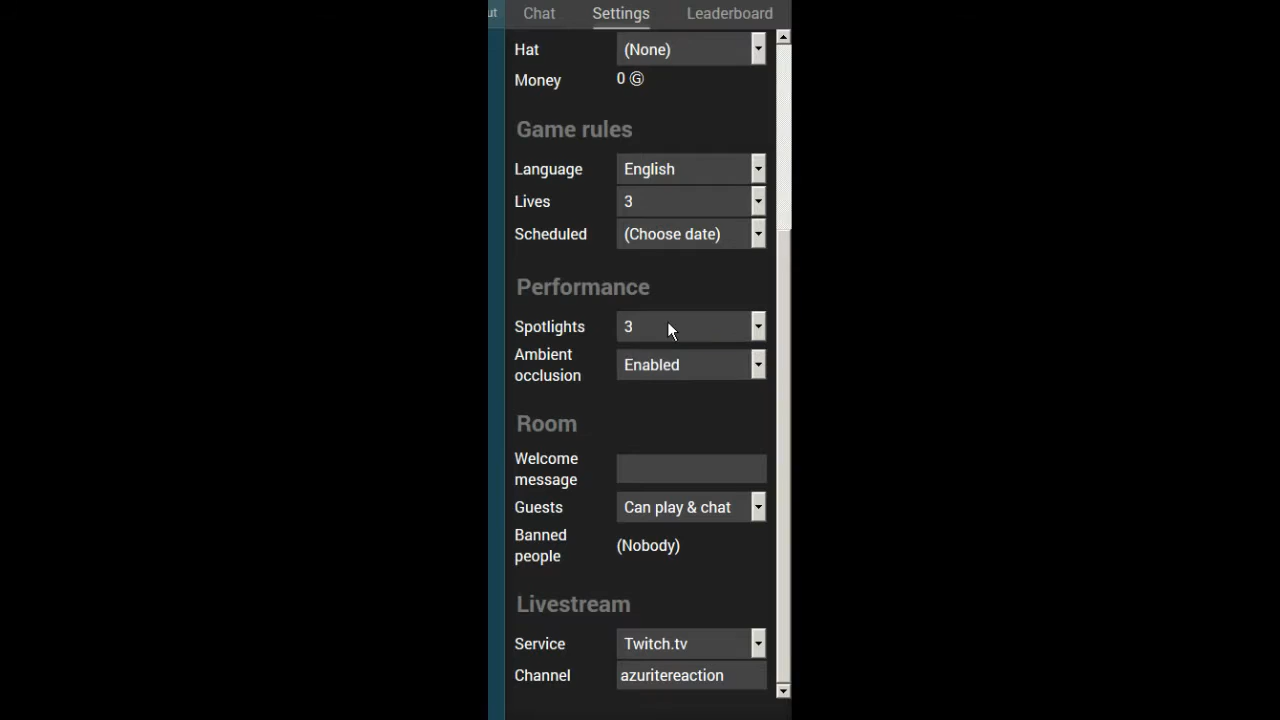 ut Chat Settings Leaderboard
Hat (None)
Money 0 Ⓖ
Game rules
Language English
Lives 3
Scheduled (Choose date)
Performance
Spotlights 3
Ambient
occlusion
Enabled
Room
Welcome
message
Guests Can play & chat
Banned
people
(Nobody)
Livestream
Service Twitch.tv
Channel azuritereaction